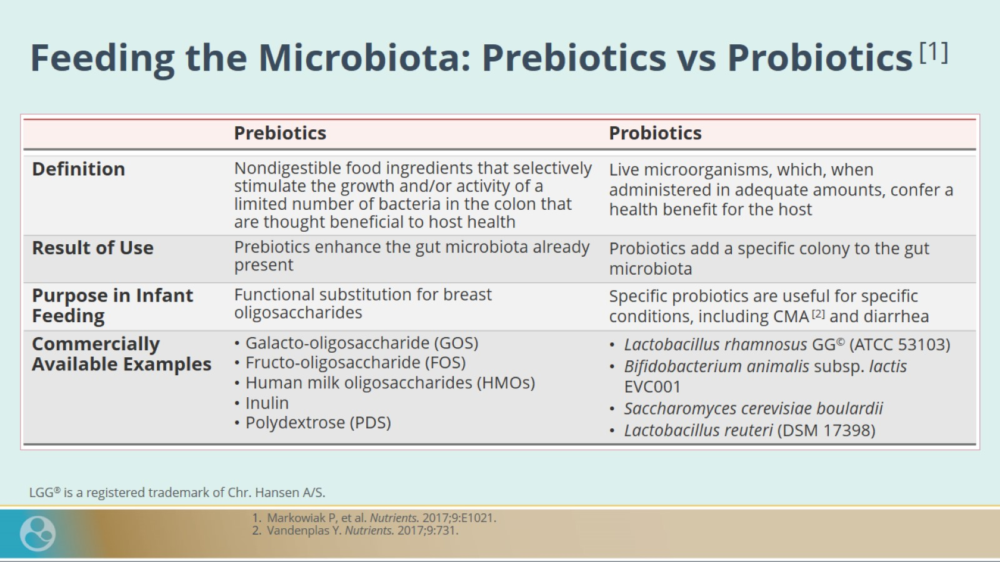 Feeding the Microbiota: Prebiotics vs Probiotics [1]
Prebiotics
Probiotics
Definition
Nondigestible food ingredients that selectively
stimulate the growth and/or activity of a
limited number of bacteria in the colon that
are thought beneficial to host health
Live microorganisms, which, when
administered in adequate amounts, confer a
health benefit for the host
Result of Use
Prebiotics enhance the gut microbiota already
present
Probiotics add a specific colony to the gut
microbiota
Purpose in Infant
Feeding
Functional substitution for breast
oligosaccharides
Specific probiotics are useful for specific
conditions, including CMA [2] and diarrhea
Commercially
Available Examples
• Galacto-oligosaccharide (GOS)
• Fructo-oligosaccharide (FOS)
• Human milk oligosaccharides (HMOs)
• Inulin
• Polydextrose (PDS)
• Lactobacillus rhamnosus GG© (ATCC 53103)
• Bifidobacterium animalis subsp. lactis
EVC001
• Saccharomyces cerevisiae boulardii
• Lactobacillus reuteri (DSM 17398)
LGG® is a registered trademark of Chr. Hansen A/S.
1. Markowiak P, et al. Nutrients. 2017;9:E1021.
2. Vandenplas Y. Nutrients. 2017;9:731.